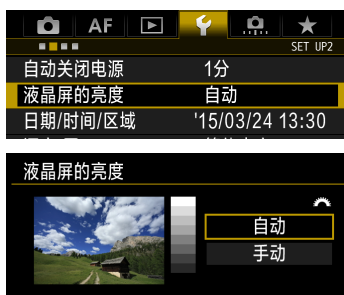 AF
SET UP2
自动关闭电源 1分
液晶屏的亮度 自动
日期/时间/区域 '15/03/24 13:30
液晶屏的亮度
自动
手动